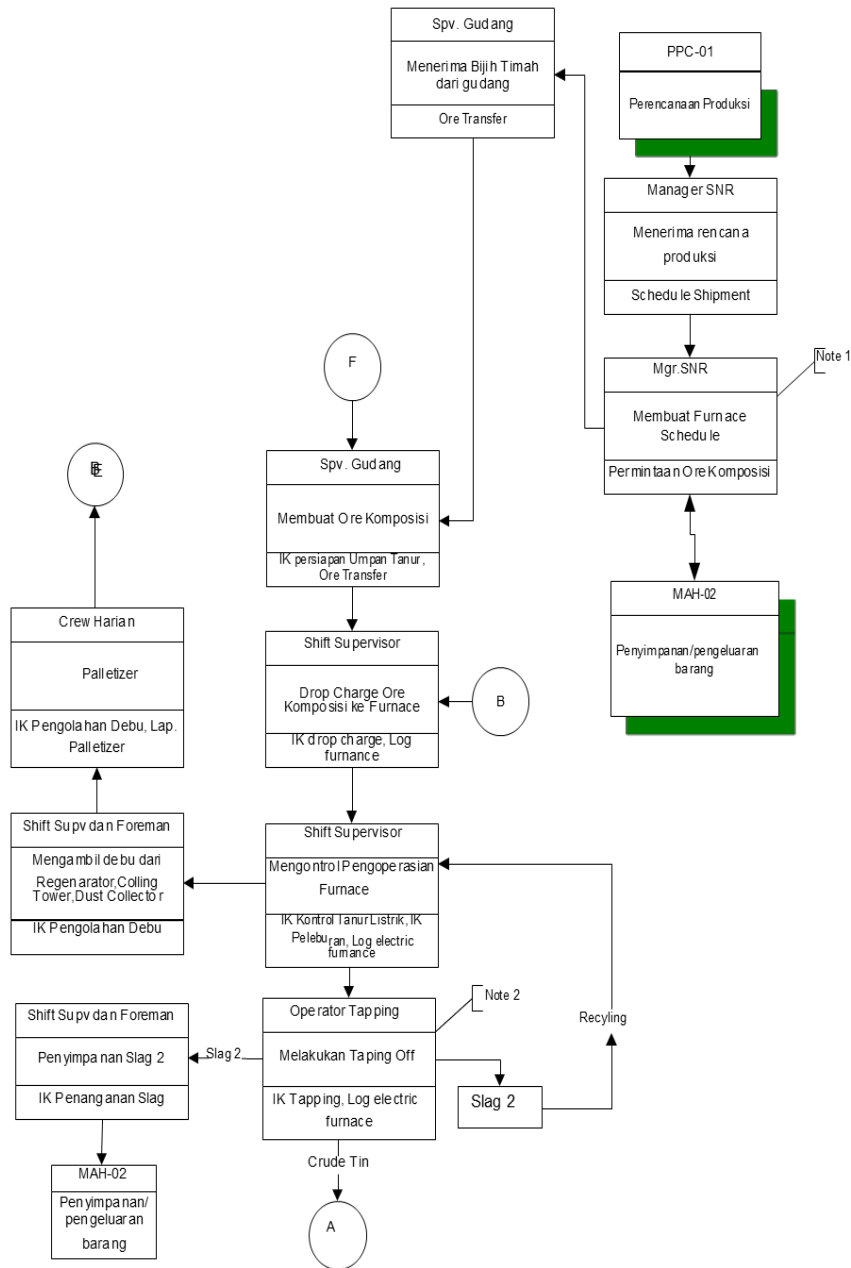 Spv. Gudang
Menerima Bijih Timah
dari gudang
Ore Transfer
PPC-01
Perencanaan Produksi
Manager SNR
Menerima rencana
produksi
Schedule Shipment
Mgr.SNR
Membuat Furnace
Schedule
Permintaan Ore Komposisi
Note 1
MAH-02
Penyimpanan/pengeluaran
barang
F
Spv. Gudang
Membuat Ore Komposisi
IK persiapan Umpan Tanur,
Ore Transfer
Shift Supervisor
Drop Charge Ore
Komposisi ke Furnace
IK drop charge, Log
furnance
B
Crew Harian
Palletizer
IK Pengolahan Debu, Lap.
Palletizer
Shift Supv dan Foreman
Mengambil debu dari
Regenarator,Colling
Tower,Dust Collector
IK Pengolahan Debu
Shift Supervisor
Mengontrol Pengoperasian
Furnace
IK Kontrol Tanur Listrik, IK
Peleburan, Log electric
furnance
Recyling
Shift Supv dan Foreman
Penyimpanan Slag 2
IK Penanganan Slag
Slag 2
Operator Tapping
Melakukan Taping Off
IK Tapping, Log electric
furnace
Note 2
Slag 2
MAH-02
Penyimpanan/
pengeluaran
barang
Crude Tin
A